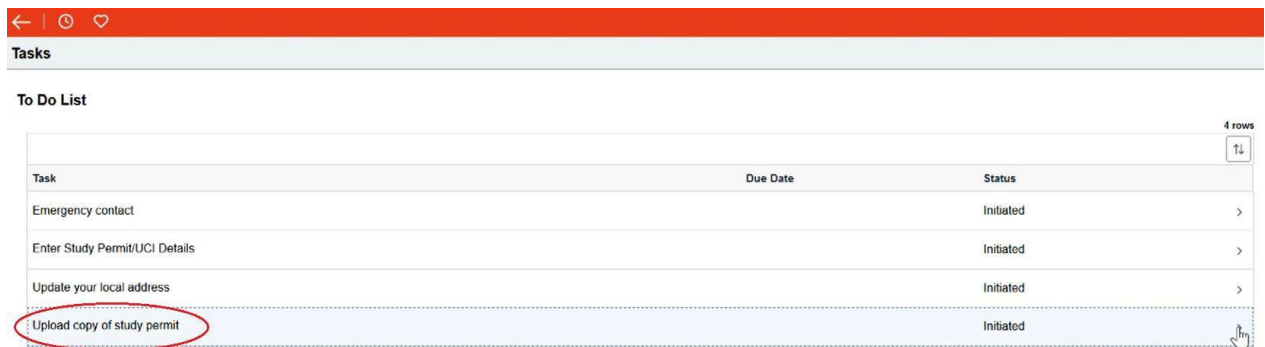 Tasks
To Do List
4 rows
Task Due Date Status
Emergency contact Initiated
Enter Study Permit/UCI Details Initiated
Update your local address Initiated
Upload copy of study permit Initiated